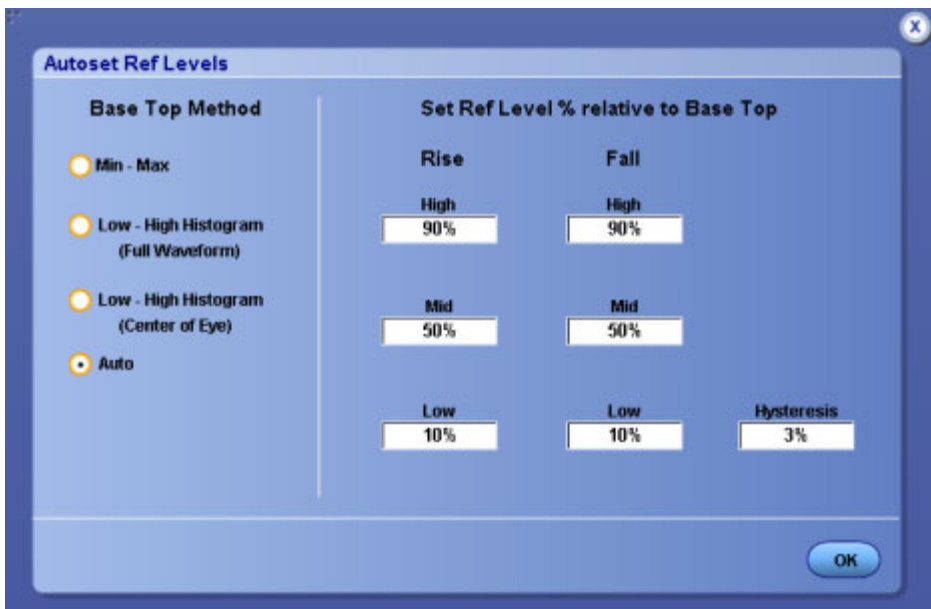 X
Autoset Ref Levels
Base Top Method
Min - Max
Low - High Histogram
(Full Waveform)
Low - High Histogram
(Center of Eye)
Auto
Set Ref Level % relative to Base Top
Rise Fall
High High
90% 90%
Mid Mid
50% 50%
Low Low Hysteresis
10% 10% 3%
OK